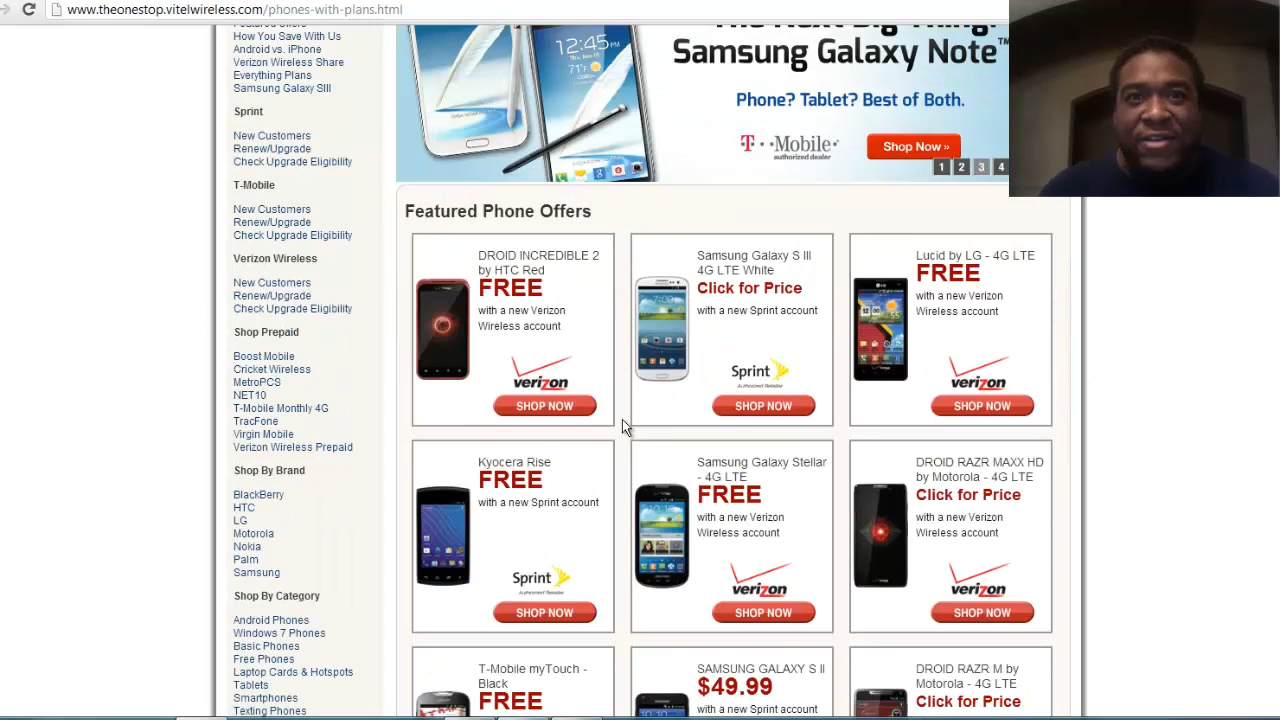 www.theonestop.vitelwireless.com/phones-with-plans.html
Featured Offers
How You Save With Us
Android vs. iPhone
Verizon Wireless Share
Everything Plans
Samsung Galaxy SIII
Sprint
New Customers
Renew/Upgrade
Check Upgrade Eligibility
T-Mobile
New Customers
Renew/Upgrade
Check Upgrade Eligibility
Verizon Wireless
New Customers
Renew/Upgrade
Check Upgrade Eligibility
Shop Prepaid
Boost Mobile
Cricket Wireless
MetroPCS
NET10
T-Mobile Monthly 4G
TracFone
Virgin Mobile
Verizon Wireless Prepaid
Shop By Brand
BlackBerry
HTC
LG
Motorola
Nokia
Palm
Samsung
Shop By Category
Android Phones
Windows 7 Phones
Basic Phones
Free Phones
Laptop Cards & Hotspots
Tablets
Smartphones
Texting Phones
12:45
71°F
The Next Big Thing!
Samsung Galaxy Note™
Phone? Tablet? Best of Both.
T··Mobile·
authorized dealer
Shop Now »
1 2 3 4
Featured Phone Offers
DROID INCREDIBLE 2
by HTC Red
FREE
with a new Verizon
Wireless account
verizon
SHOP NOW
Samsung Galaxy S III
4G LTE White
Click for Price
with a new Sprint account
Sprint
SHOP NOW
Lucid by LG - 4G LTE
FREE
with a new Verizon
Wireless account
verizon
SHOP NOW
Kyocera Rise
FREE
with a new Sprint account
Sprint
SHOP NOW
Samsung Galaxy Stellar
- 4G LTE
FREE
with a new Verizon
Wireless account
verizon
SHOP NOW
DROID RAZR MAXX HD
by Motorola - 4G LTE
Click for Price
with a new Verizon
Wireless account
verizon
SHOP NOW
T-Mobile myTouch -
Black
FREE
SAMSUNG GALAXY S II
$49.99
with a new Sprint account
DROID RAZR M by
Motorola - 4G LTE
Click for Price